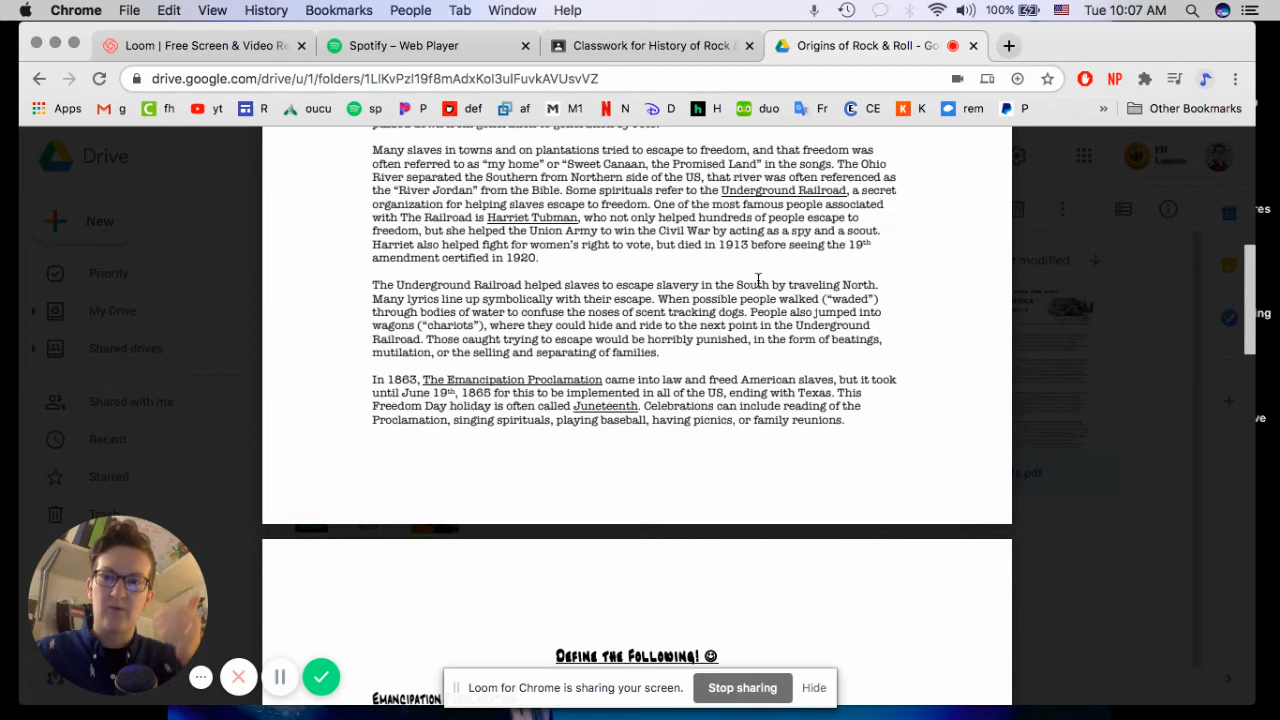 Chrome File Edit View History Bookmarks People Tab Window Help 100% Tue 10:07 AM
Loom | Free Screen & Video Re Spotify – Web Player Classwork for History of Rock & Origins of Rock & Roll - Go
drive.google.com/drive/u/1/folders/1LlKvPzl19f8mAdxKol3ulFuvkAVUsvVZ
Apps g fh yt R oucu sp P def af M1 N D H duo Fr CE K rem P » Other Bookmarks
Many slaves in towns and on plantations tried to escape to freedom, and that freedom was
often referred to as “my home” or “Sweet Canaan, the Promised Land” in the songs. The Ohio
River separated the Southern from Northern side of the US, that river was often referenced as
the “River Jordan” from the Bible. Some spirituals refer to the Underground Railroad, a secret
organization for helping slaves escape to freedom. One of the most famous people associated
with The Railroad is Harriet Tubman, who not only helped hundreds of people escape to
freedom, but she helped the Union Army to win the Civil War by acting as a spy and a scout.
Harriet also helped fight for women’s right to vote, but died in 1913 before seeing the 19th
amendment certified in 1920.
The Underground Railroad helped slaves to escape slavery in the South by traveling North.
Many lyrics line up symbolically with their escape. When possible people walked (“waded”)
through bodies of water to confuse the noses of scent tracking dogs. People also jumped into
wagons (“chariots”), where they could hide and ride to the next point in the Underground
Railroad. Those caught trying to escape would be horribly punished, in the form of beatings,
mutilation, or the selling and separating of families.
In 1863, The Emancipation Proclamation came into law and freed American slaves, but it took
until June 19th, 1865 for this to be implemented in all of the US, ending with Texas. This
Freedom Day holiday is often called Juneteenth. Celebrations can include reading of the
Proclamation, singing spirituals, playing baseball, having picnics, or family reunions.
Define the Following! ☺
Emancipation
Drive
New
Priority
My Drive
Shared drives
Shared with me
Recent
Starred
Trash
FH
Lancers
modified
.pdf
Loom for Chrome is sharing your screen. Stop sharing Hide